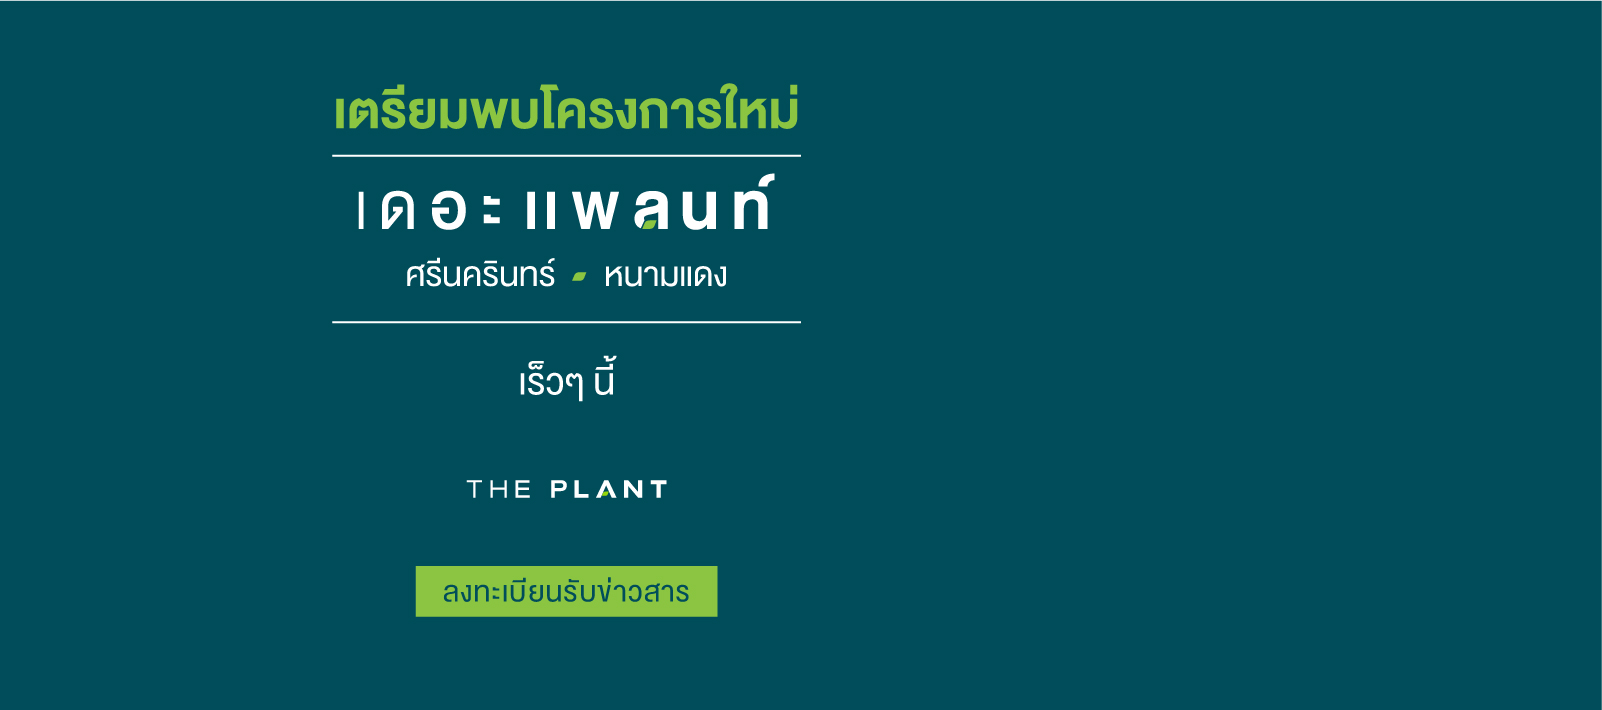 เตรียมพบโครงการใหม่
เดอะ แพลนท์
ศรีนครินทร์ - หนามแดง
เร็วๆ นี้
THE PLANT
ลงทะเบียนรับข่าวสาร